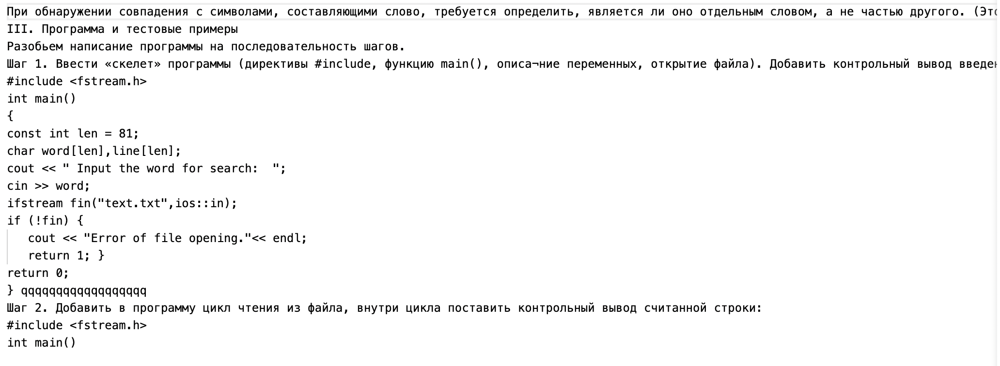 При обнаружении совпадения с символами, составляющими слово, требуется определить, является ли оно отдельным словом, а не частью другого. (Это
III. Программа и тестовые примеры
Разобьем написание программы на последовательность шагов.
Шаг 1. Ввести «скелет» программы (директивы #include, функцию main(), описа¬ние переменных, открытие файла). Добавить контрольный вывод введен
#include <fstream.h>
int main()
{
const int len = 81;
char word[len],line[len];
cout << " Input the word for search:  ";
cin >> word;
ifstream fin("text.txt",ios::in);
if (!fin) {
   cout << "Error of file opening."<< endl;
   return 1; }
return 0;
} qqqqqqqqqqqqqqqqqq
Шаг 2. Добавить в программу цикл чтения из файла, внутри цикла поставить контрольный вывод считанной строки:
#include <fstream.h>
int main()